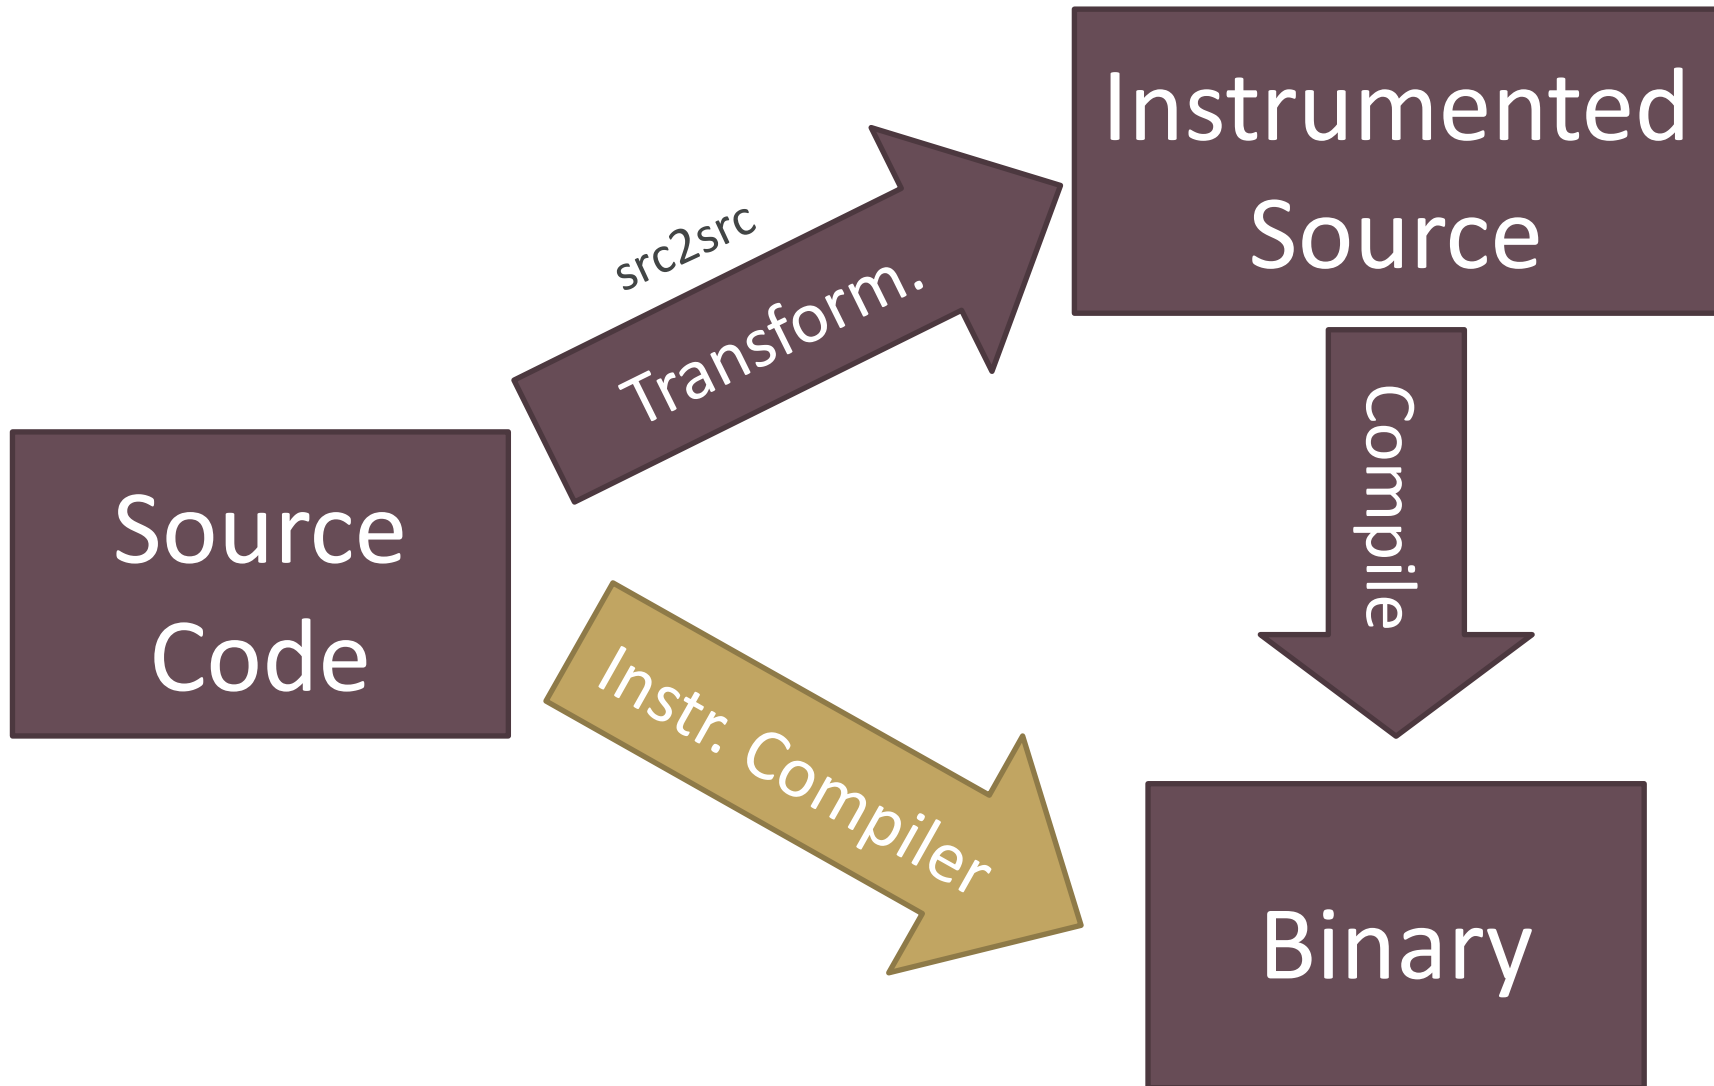 Instrumented
Source
src2src
Transform.
Compile
Source
Code
Instr. Compiler
Binary